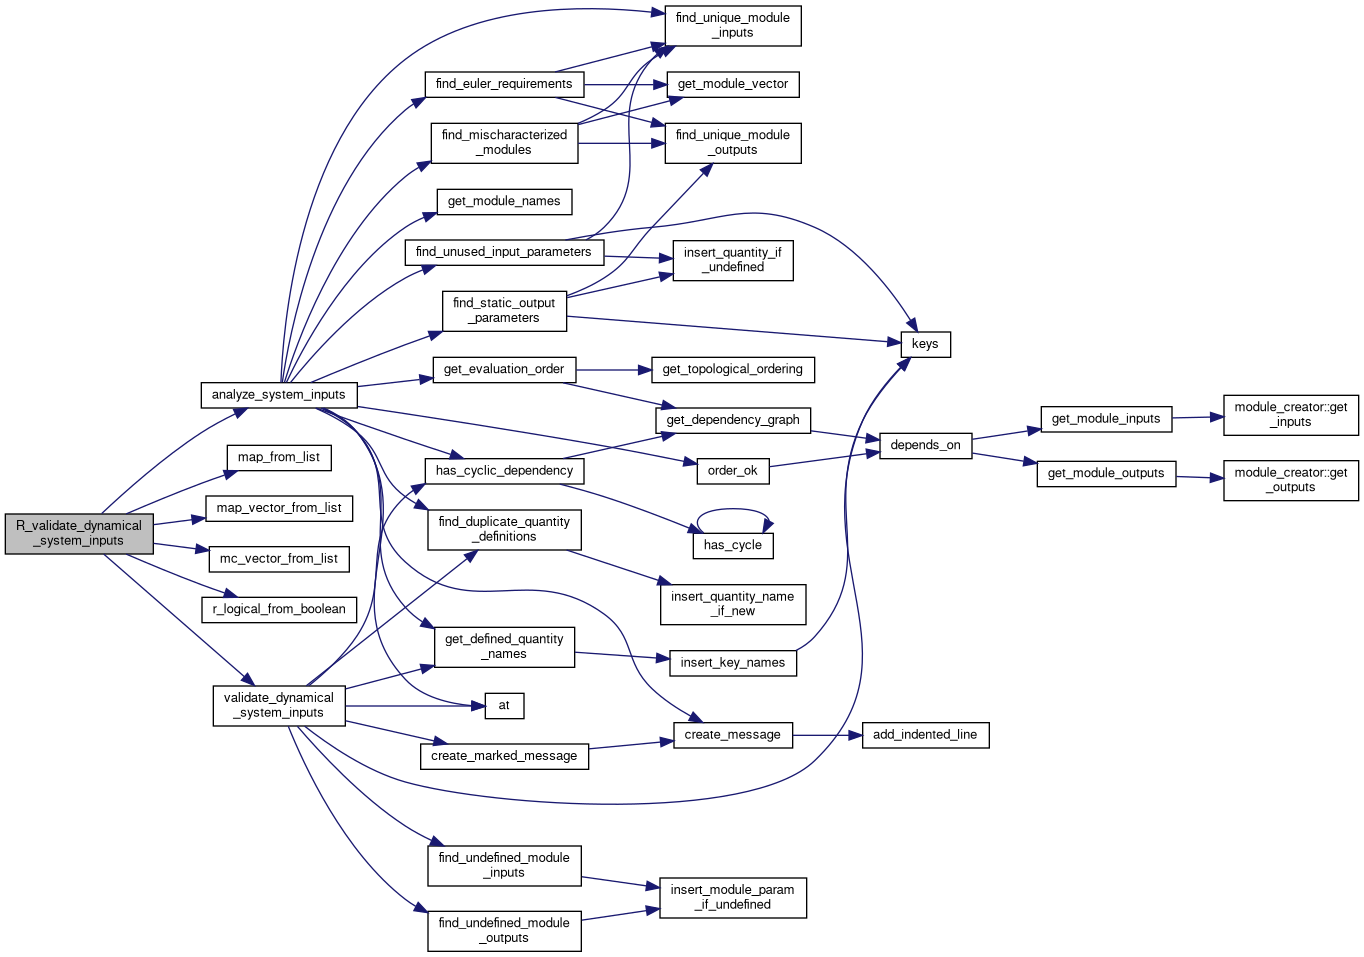 R_validate_dynamical
_system_inputs
analyze_system_inputs
map_from_list
map_vector_from_list
mc_vector_from_list
r_logical_from_boolean
validate_dynamical
_system_inputs
find_euler_requirements
find_mischaracterized
_modules
get_module_names
find_unused_input_parameters
find_static_output
_parameters
get_evaluation_order
has_cyclic_dependency
find_duplicate_quantity
_definitions
get_defined_quantity
_names
at
create_marked_message
find_undefined_module
_inputs
find_undefined_module
_outputs
find_unique_module
_inputs
get_module_vector
find_unique_module
_outputs
insert_quantity_if
_undefined
get_topological_ordering
get_dependency_graph
order_ok
has_cycle
insert_quantity_name
_if_new
insert_key_names
create_message
insert_module_param
_if_undefined
keys
depends_on
add_indented_line
get_module_inputs
get_module_outputs
module_creator::get
_inputs
module_creator::get
_outputs